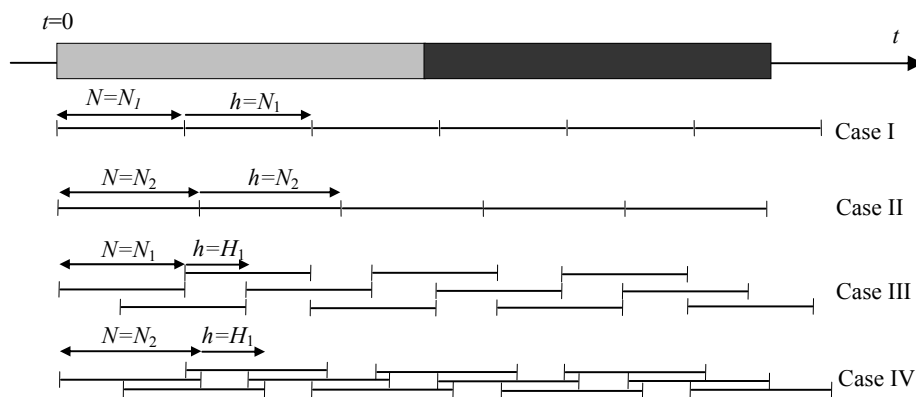 t=0
t
N=N₁ h=N₁
Case I
N=N₂ h=N₂
Case II
N=N₁ h=H₁
Case III
N=N₂ h=H₁
Case IV